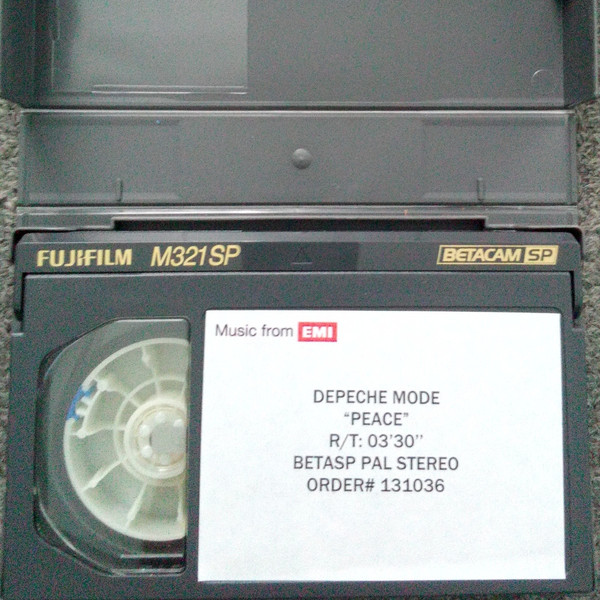 FUJIFILM M321SP BETACAM SP
Music from EMI
DEPECHE MODE
“PEACE”
R/T: 03'30''
BETASP PAL STEREO
ORDER# 131036